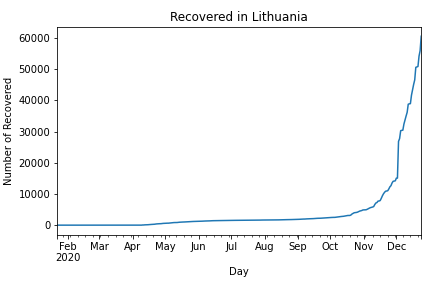 Recovered in Lithuania
Number of Recovered
60000
50000
40000
30000
20000
10000
0
Feb Mar Apr May Jun Jul Aug Sep Oct Nov Dec
2020
Day